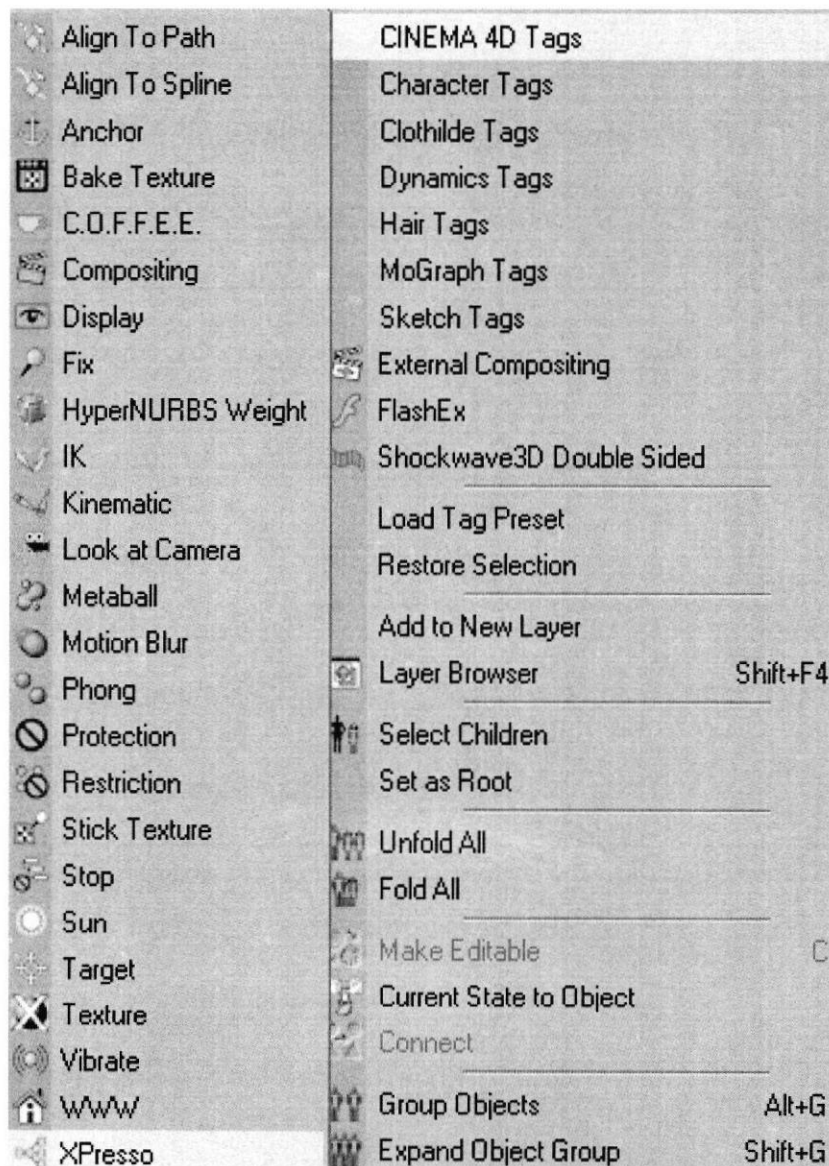 Align To Path
Align To Spline
Anchor
Bake Texture
C.O.F.F.E.E.
Compositing
Display
Fix
HyperNURBS Weight
IK
Kinematic
Look at Camera
Metaball
Motion Blur
Phong
Protection
Restriction
Stick Texture
Stop
Sun
Target
Texture
Vibrate
WWW
XPresso
CINEMA 4D Tags
Character Tags
Clothilde Tags
Dynamics Tags
Hair Tags
MoGraph Tags
Sketch Tags
External Compositing
FlashEx
Shockwave3D Double Sided
Load Tag Preset
Restore Selection
Add to New Layer
Layer Browser Shift+F4
Select Children
Set as Root
Unfold All
Fold All
Make Editable C
Current State to Object
Connect
Group Objects Alt+G
Expand Object Group Shift+G